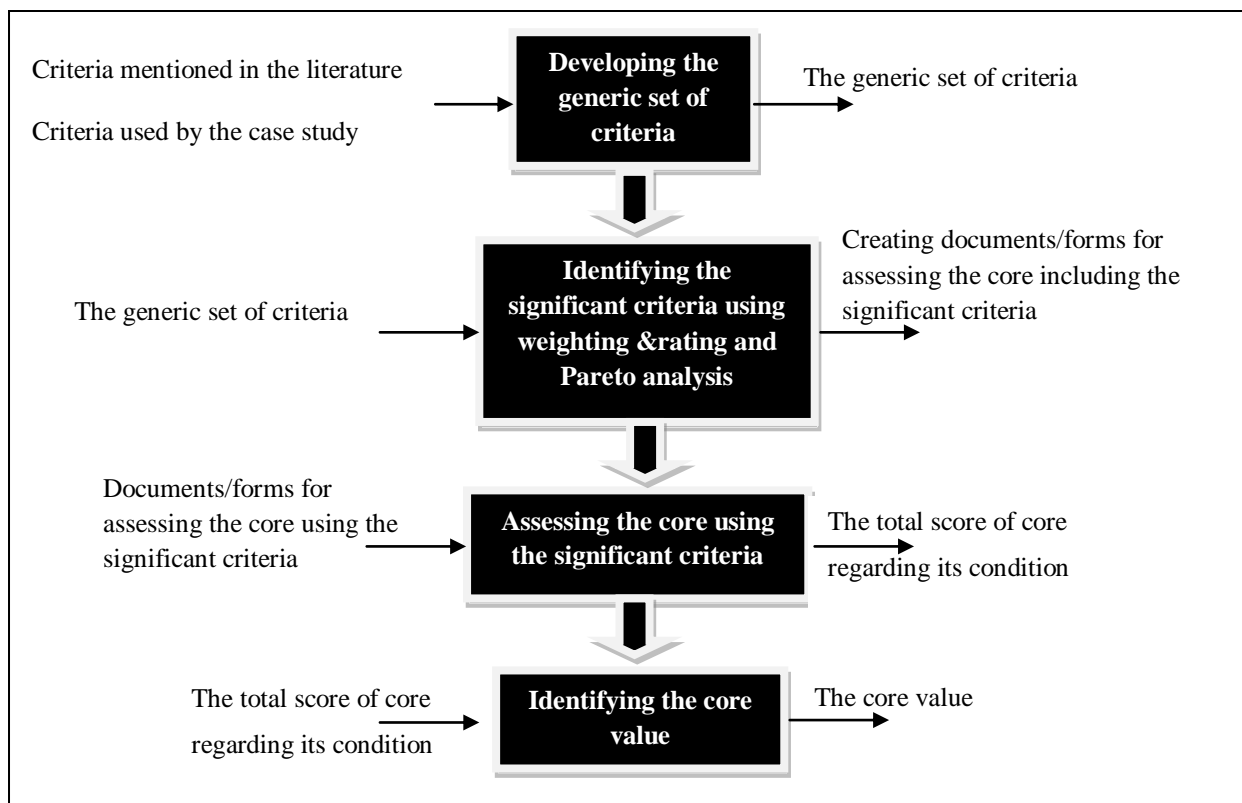 Criteria mentioned in the literature
Criteria used by the case study
Developing the
generic set of
criteria
The generic set of criteria
The generic set of criteria
Identifying the
significant criteria using
weighting &rating and
Pareto analysis
Creating documents/forms for
assessing the core including the
significant criteria
Documents/forms for
assessing the core using the
significant criteria
Assessing the core using
the significant criteria
The total score of core
regarding its condition
The total score of core
regarding its condition
Identifying the core
value
The core value